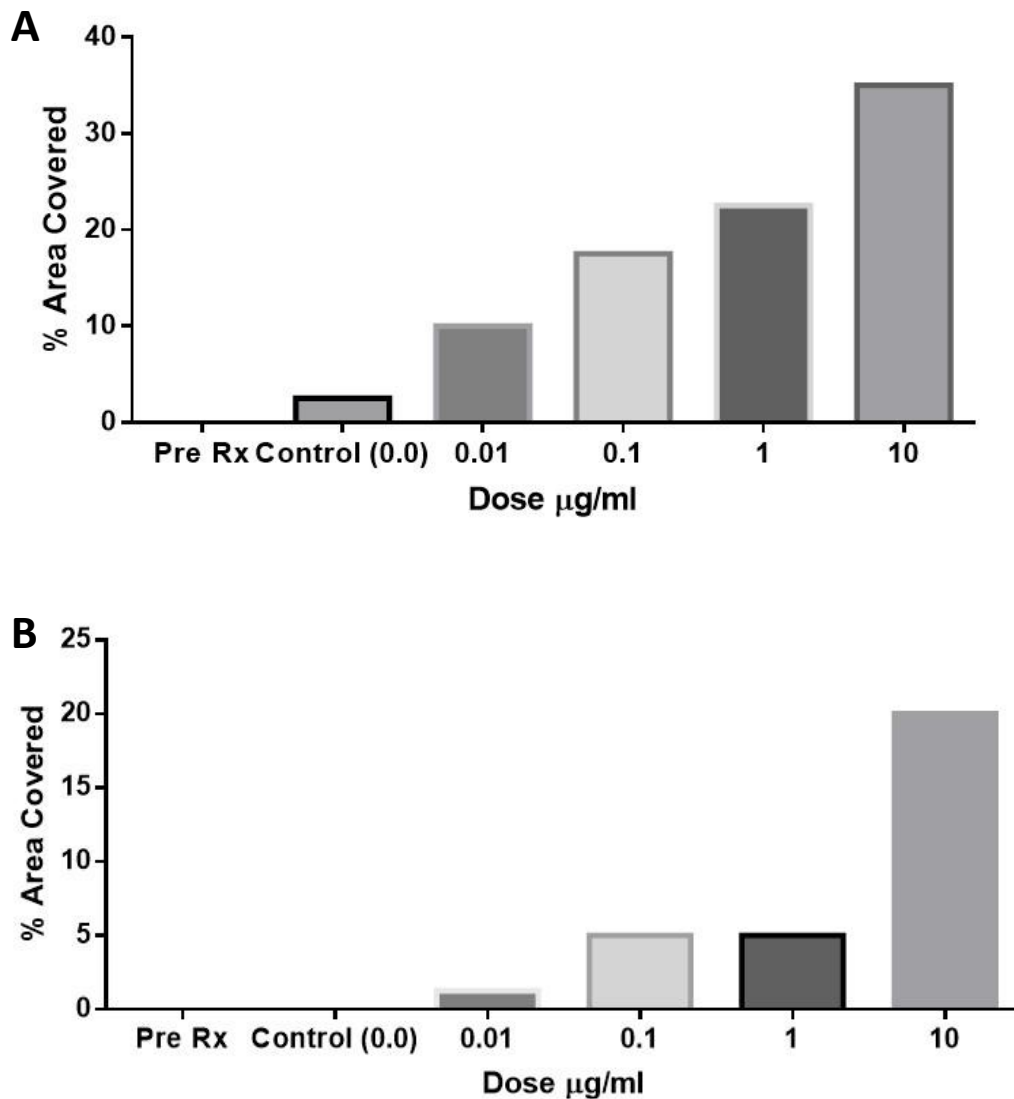 A
% Area Covered
40
30
20
10
0
Pre Rx Control (0.0) 0.01 0.1 1 10
Dose μg/ml
B
% Area Covered
25
20
15
10
5
0
Pre Rx Control (0.0) 0.01 0.1 1 10
Dose μg/ml